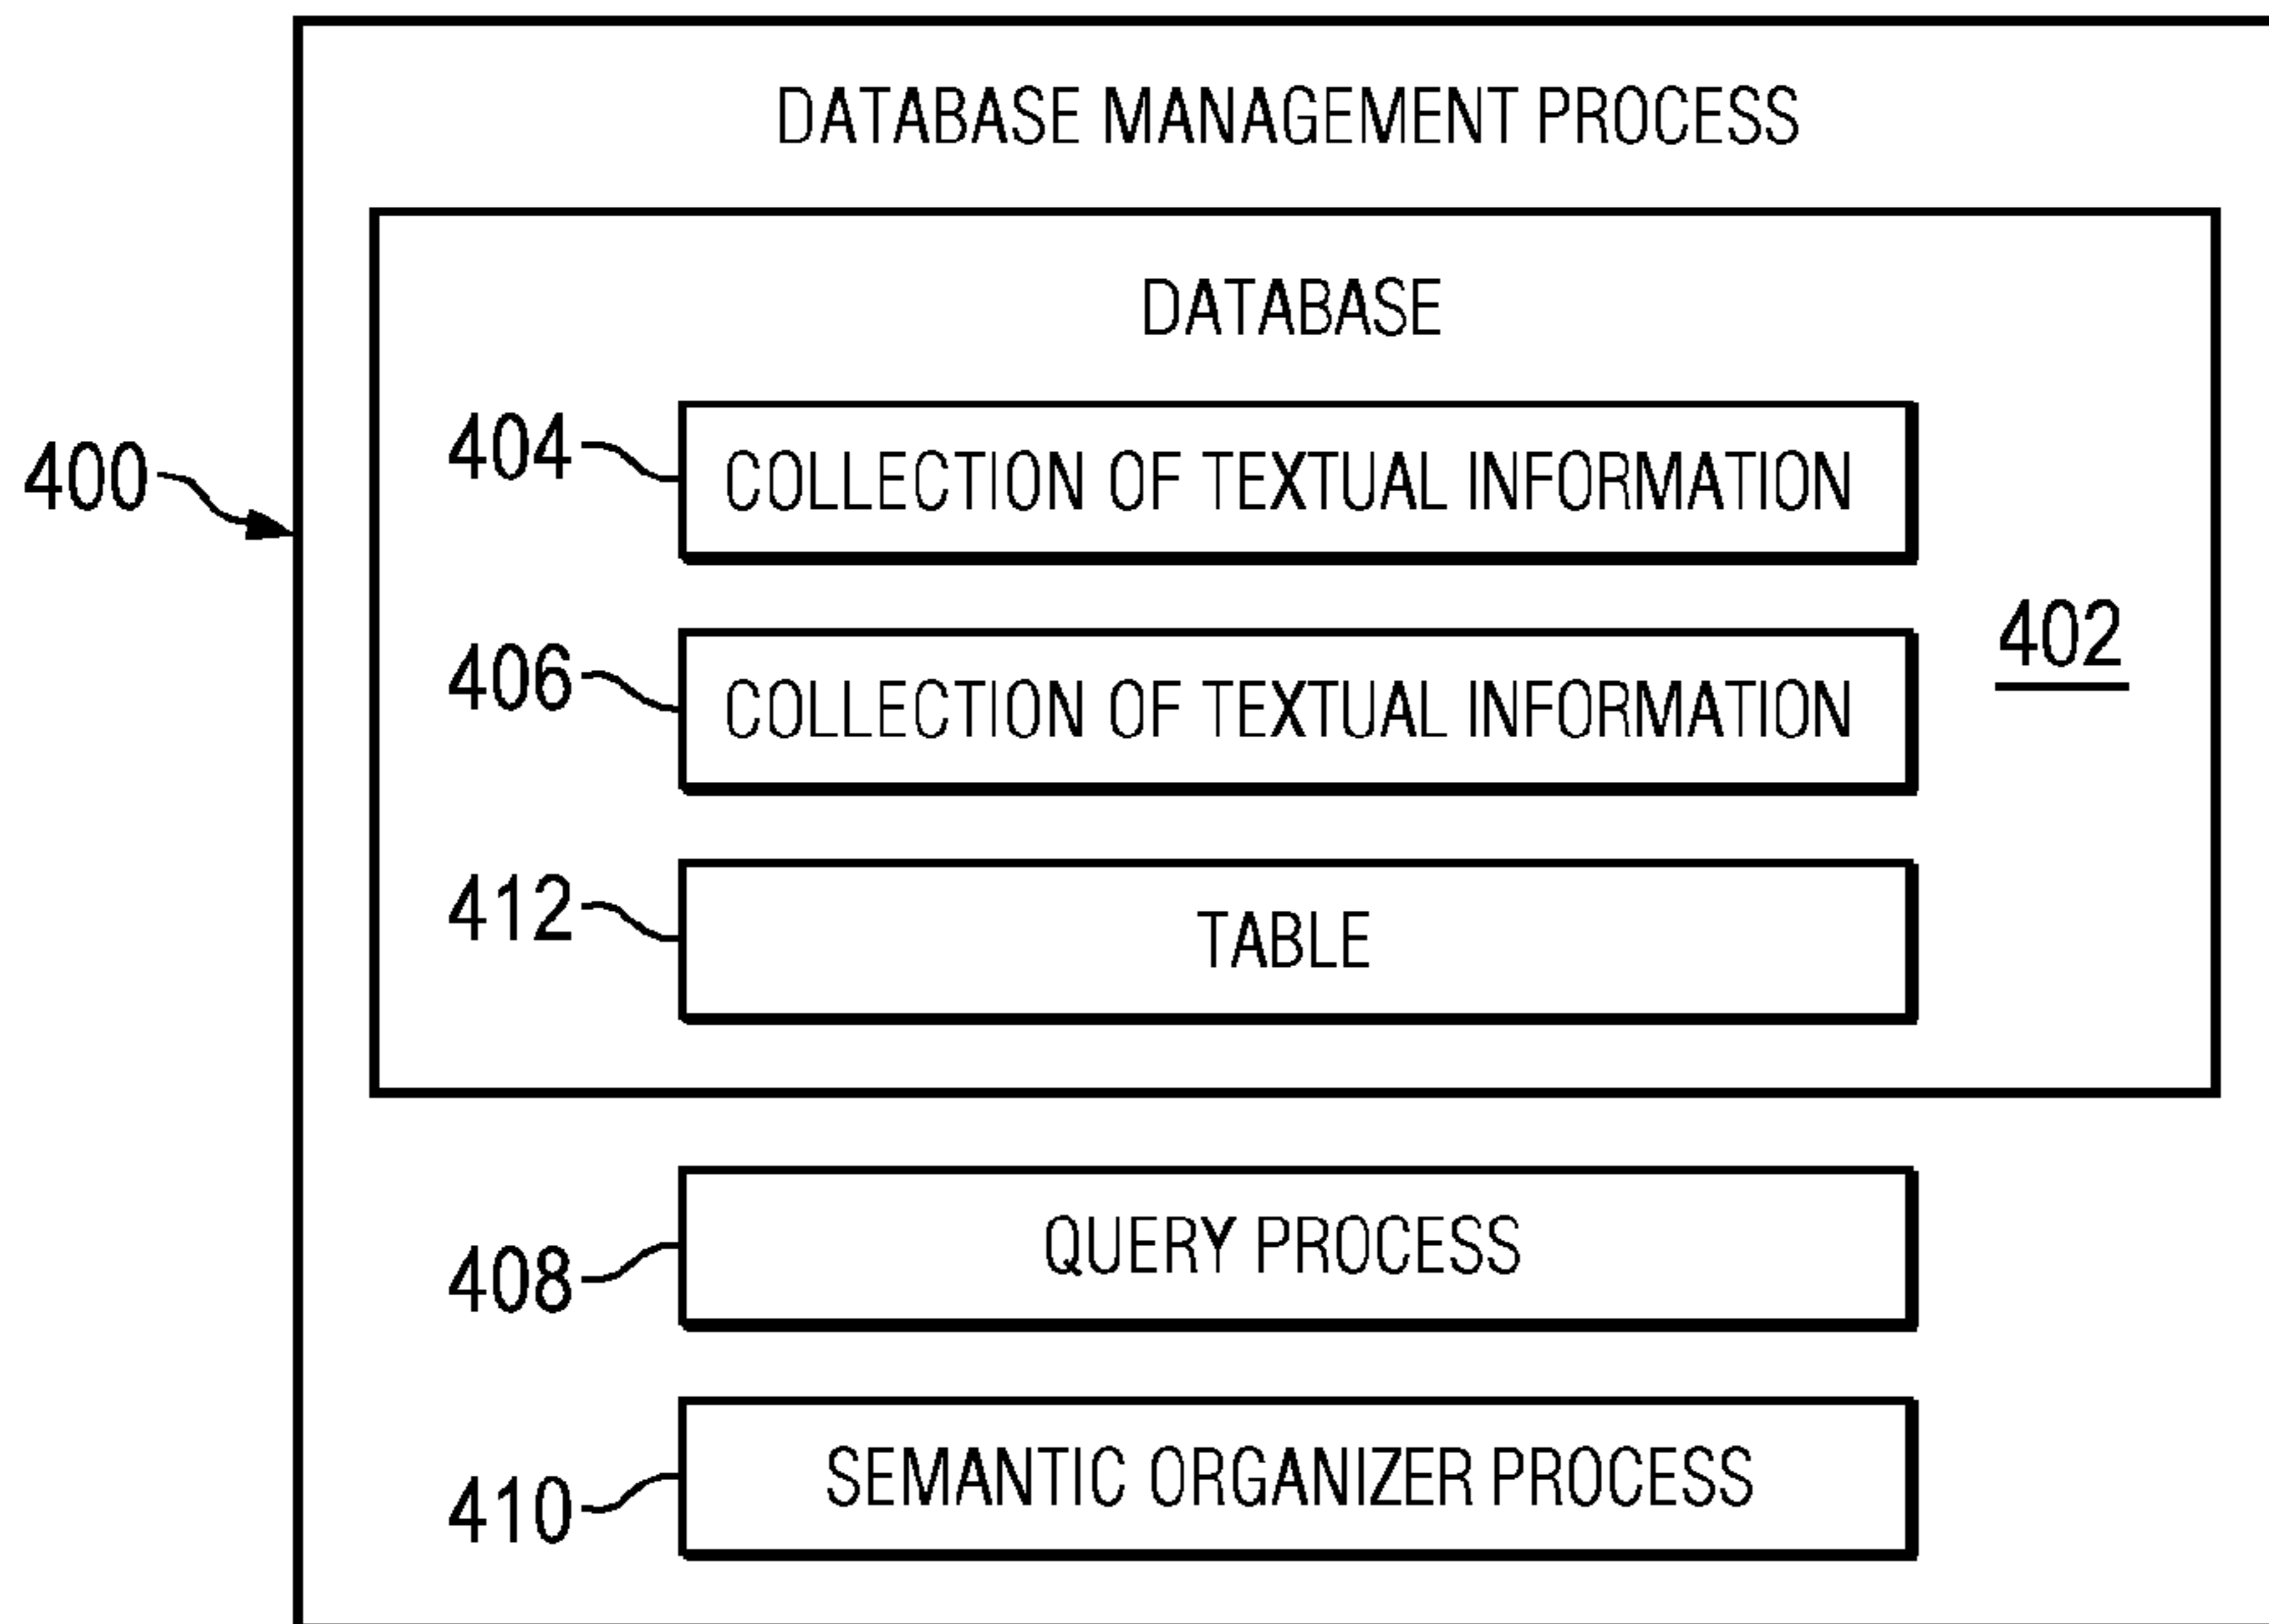 DATABASE MANAGEMENT PROCESS
DATABASE
404
COLLECTION OF TEXTUAL INFORMATION
400
402
406
COLLECTION OF TEXTUAL INFORMATION
412
TABLE
408
QUERY PROCESS
410
SEMANTIC ORGANIZER PROCESS